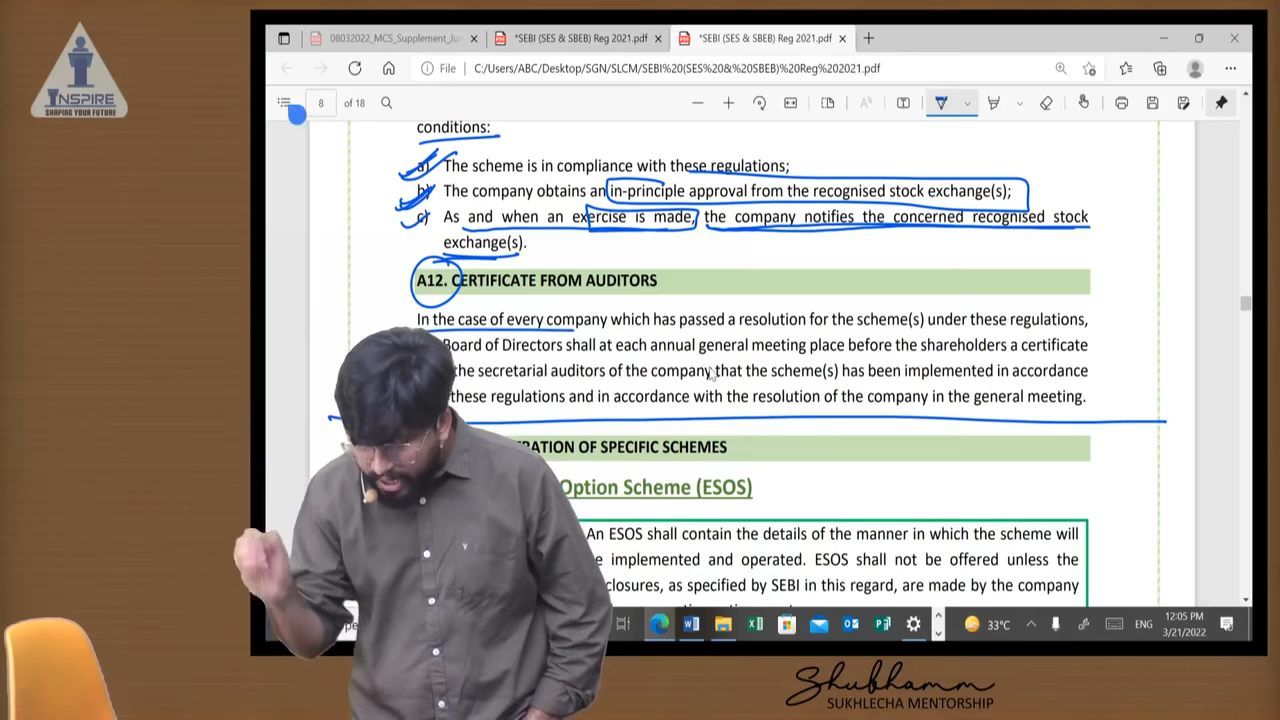 INSPIRE
SHAPING YOUR FUTURE
08032022_MCS_Supplement_Jun
*SEBI (SES & SBEB) Reg 2021.pdf
*SEBI (SES & SBEB) Reg 2021.pdf
File
C:/Users/ABC/Desktop/SGN/SLCM/SEBI%20(SES%20&%20SBEB)%20Reg%202021.pdf
8 of 18
conditions:
a) The scheme is in compliance with these regulations;
b) The company obtains an in-principle approval from the recognised stock exchange(s);
c) As and when an exercise is made, the company notifies the concerned recognised stock
exchange(s).
A12. CERTIFICATE FROM AUDITORS
In the case of every company which has passed a resolution for the scheme(s) under these regulations,
Board of Directors shall at each annual general meeting place before the shareholders a certificate
the secretarial auditors of the company that the scheme(s) has been implemented in accordance
these regulations and in accordance with the resolution of the company in the general meeting.
RATION OF SPECIFIC SCHEMES
Option Scheme (ESOS)
An ESOS shall contain the details of the manner in which the scheme will
e implemented and operated. ESOS shall not be offered unless the
closures, as specified by SEBI in this regard, are made by the company
33°C
ENG
12:05 PM
3/21/2022
Shubhamm
SUKHLECHA MENTORSHIP